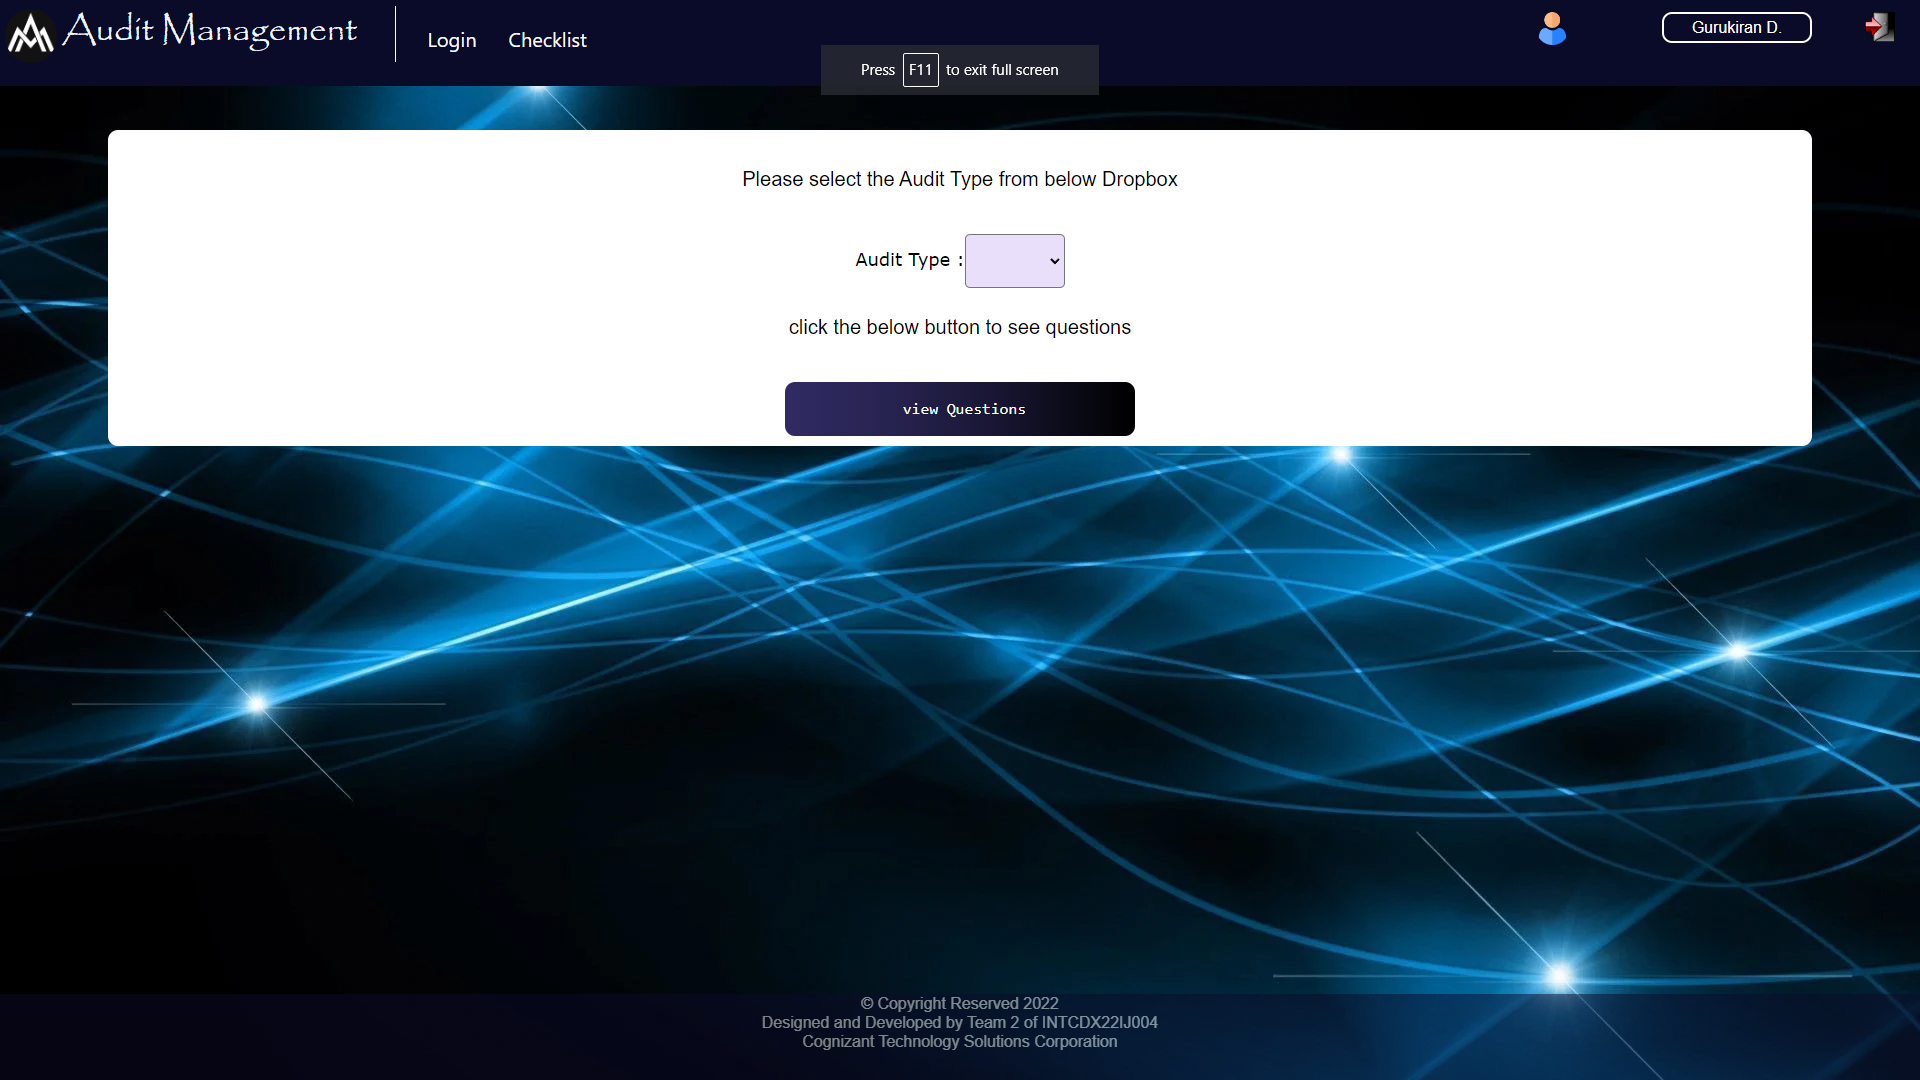 Audit Management
Login
Checklist
Gurukiran D.
Press F11 to exit full screen
Please select the Audit Type from below Dropbox
Audit Type :
click the below button to see questions
view Questions
© Copyright Reserved 2022
Designed and Developed by Team 2 of INTCDX22IJ004
Cognizant Technology Solutions Corporation